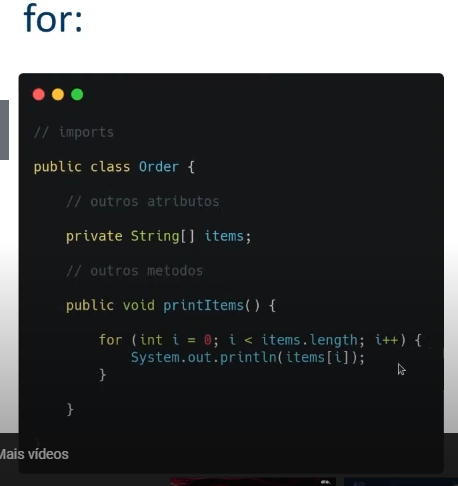 for:
// imports
public class Order {
// outros atributos
private String[] items;
// outros metodos
public void printItems() {
for (int i = 0; i < items.length; i++) {
System.out.println(items[i]);
}
}
}
Mais vídeos